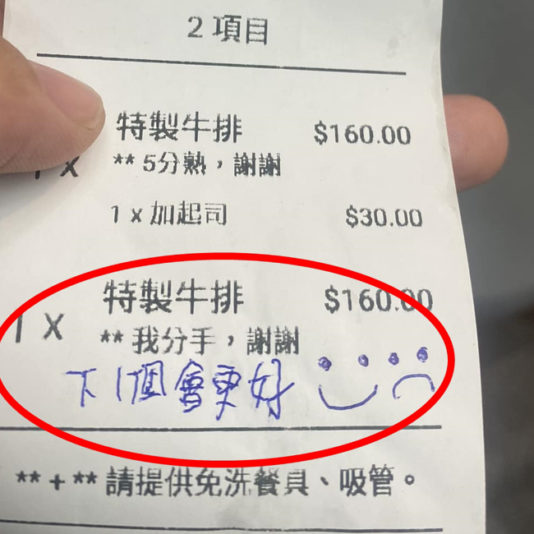 2 項目
特製牛排 $160.00
1 x ** 5分熟，謝謝
1 x 加起司 $30.00
特製牛排 $160.00
1 X ** 我分手，謝謝
下1個會更好
** + ** 請提供免洗餐具、吸管。